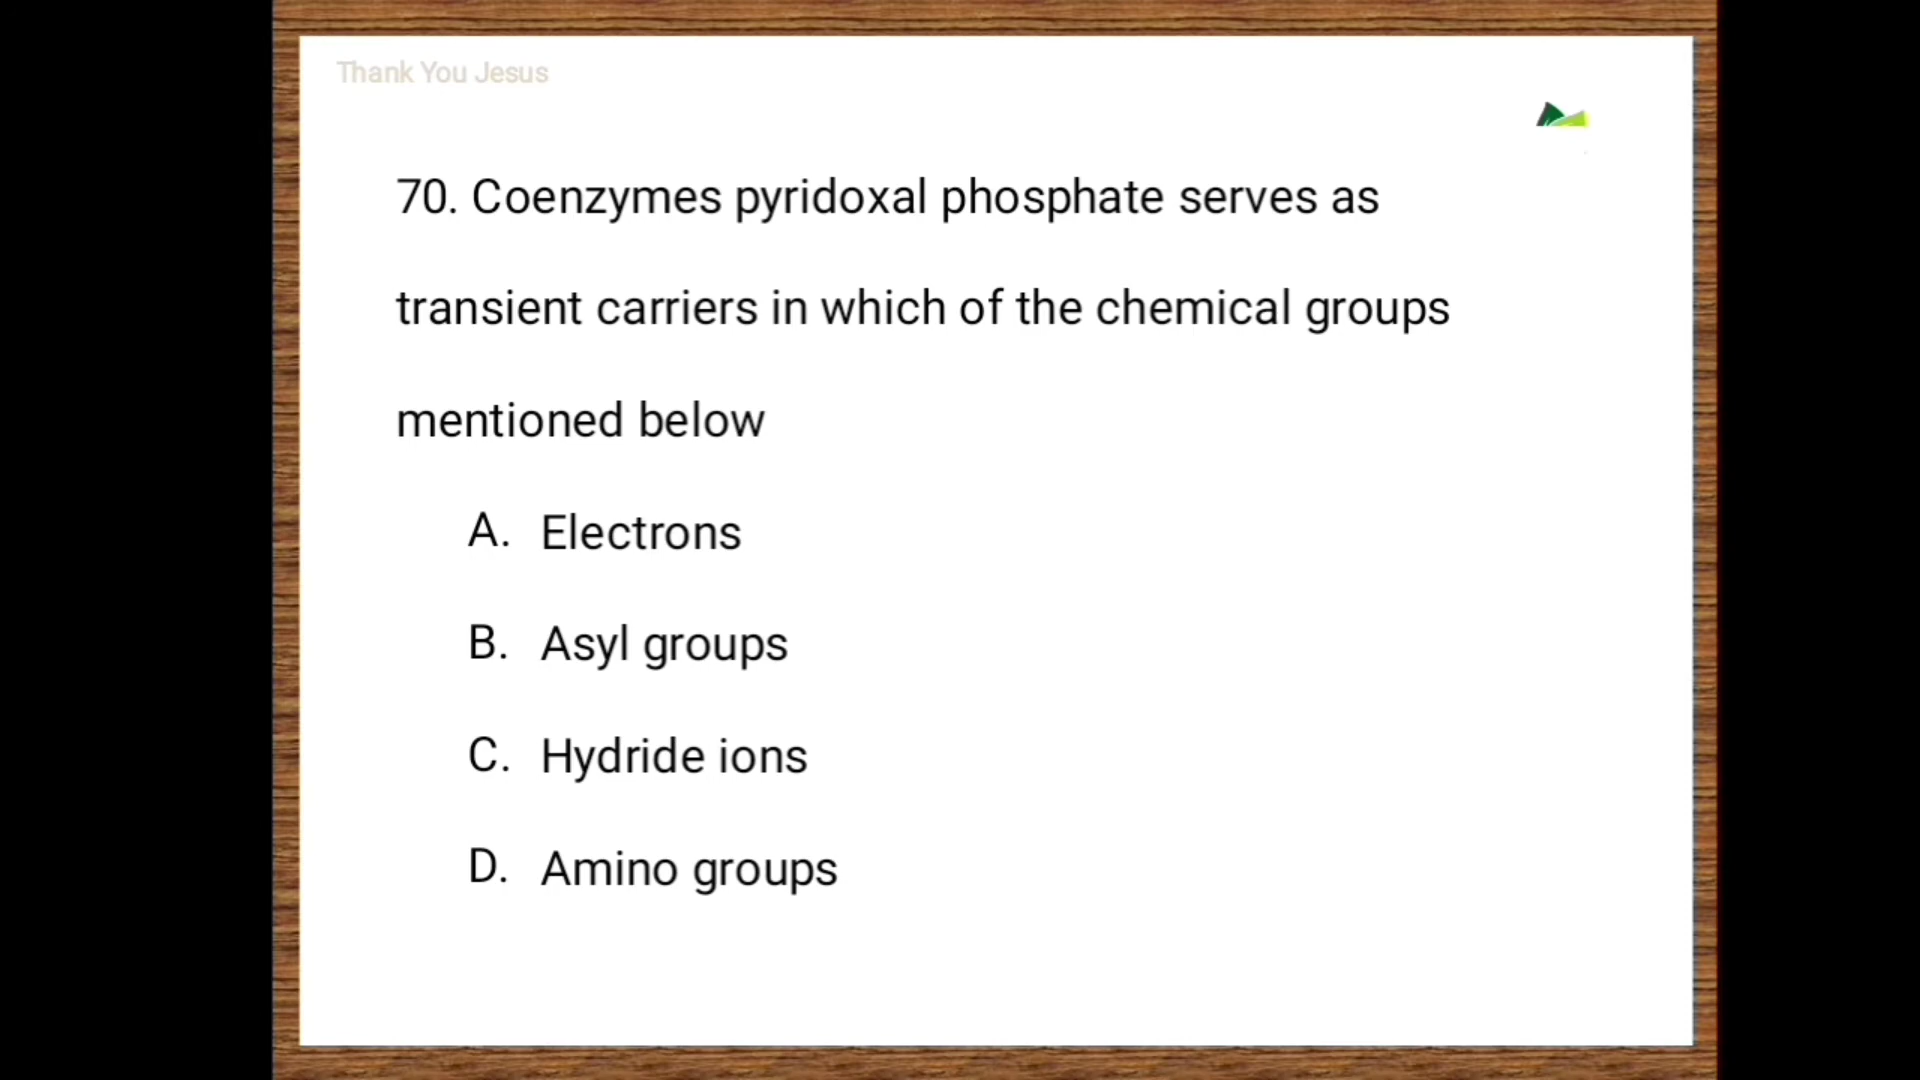 Thank You Jesus
70. Coenzymes pyridoxal phosphate serves as
transient carriers in which of the chemical groups
mentioned below
A. Electrons
B. Asyl groups
C. Hydride ions
D. Amino groups